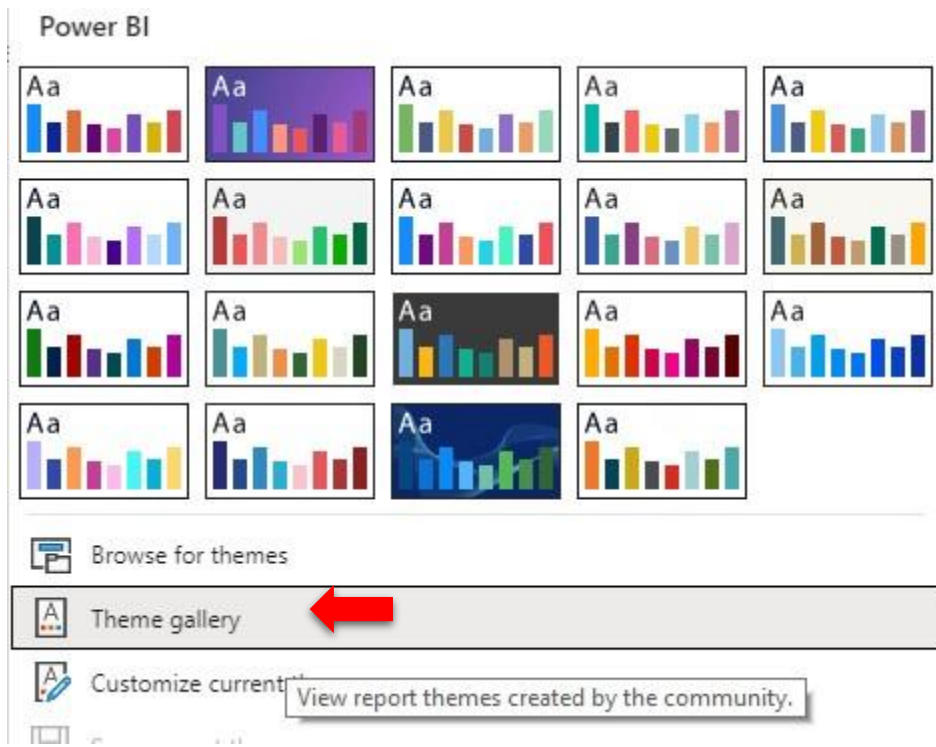 Power BI
Aa Aa Aa Aa Aa
Aa Aa Aa Aa Aa
Aa Aa Aa Aa Aa
Aa Aa Aa Aa
Browse for themes
Theme gallery
Customize current
View report themes created by the community.